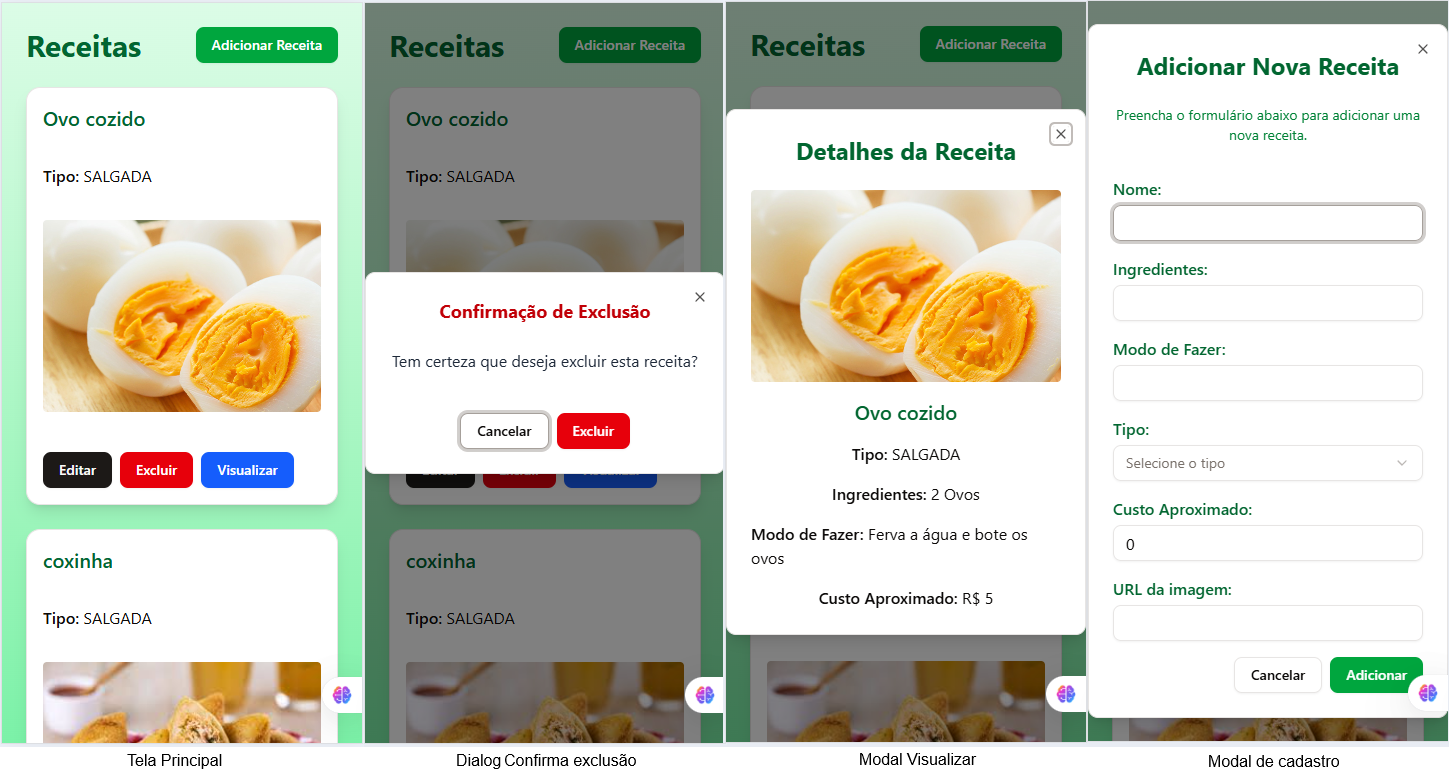 Receitas
Adicionar Receita
Ovo cozido
Tipo: SALGADA
Editar
Excluir
Visualizar
coxinha
Tipo: SALGADA
Tela Principal
Receitas
Adicionar Receita
Ovo cozido
Tipo: SALGADA
Confirmação de Exclusão
Tem certeza que deseja excluir esta receita?
Cancelar
Excluir
coxinha
Tipo: SALGADA
Dialog Confirma exclusão
Receitas
Adicionar Receita
Detalhes da Receita
Ovo cozido
Tipo: SALGADA
Ingredientes: 2 Ovos
Modo de Fazer: Ferva a água e bote os
ovos
Custo Aproximado: R$ 5
Modal Visualizar
Adicionar Nova Receita
Preencha o formulário abaixo para adicionar uma
nova receita.
Nome:
Ingredientes:
Modo de Fazer:
Tipo:
Selecione o tipo
Custo Aproximado:
0
URL da imagem:
Cancelar
Adicionar
Modal de cadastro